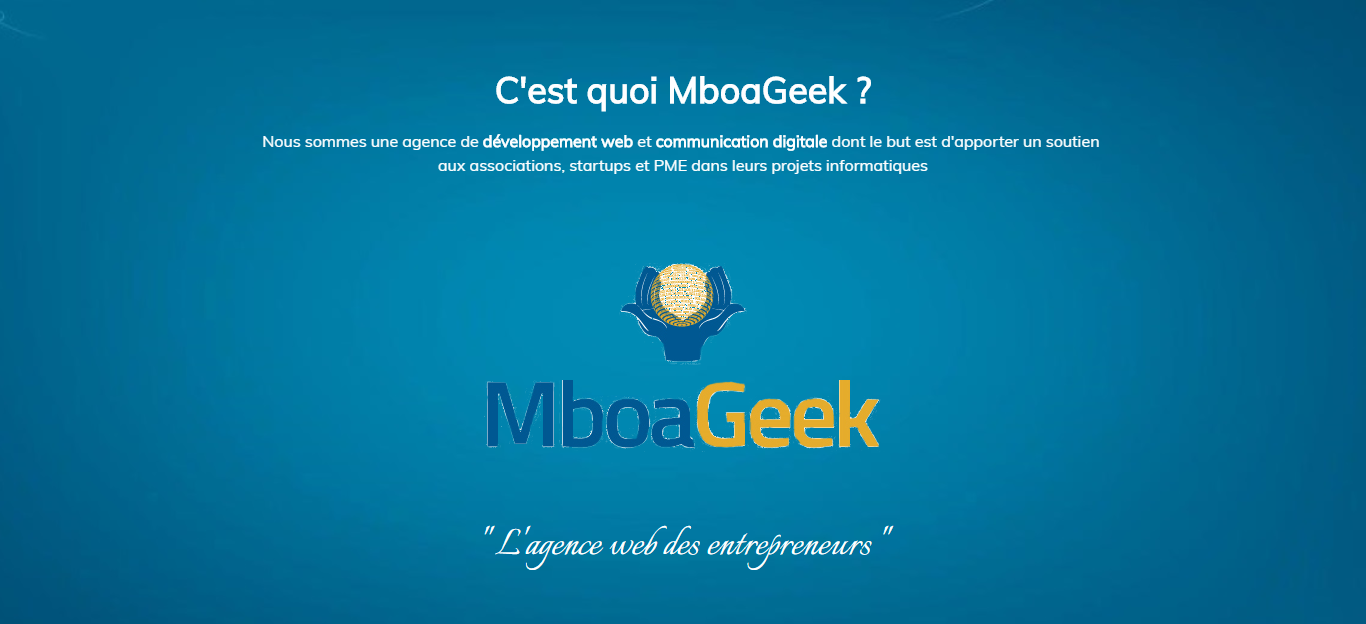 C'est quoi MboaGeek ?
Nous sommes une agence de développement web et communication digitale dont le but est d'apporter un soutien
aux associations, startups et PME dans leurs projets informatiques
MboaGeek
" L'agence web des entrepreneurs "